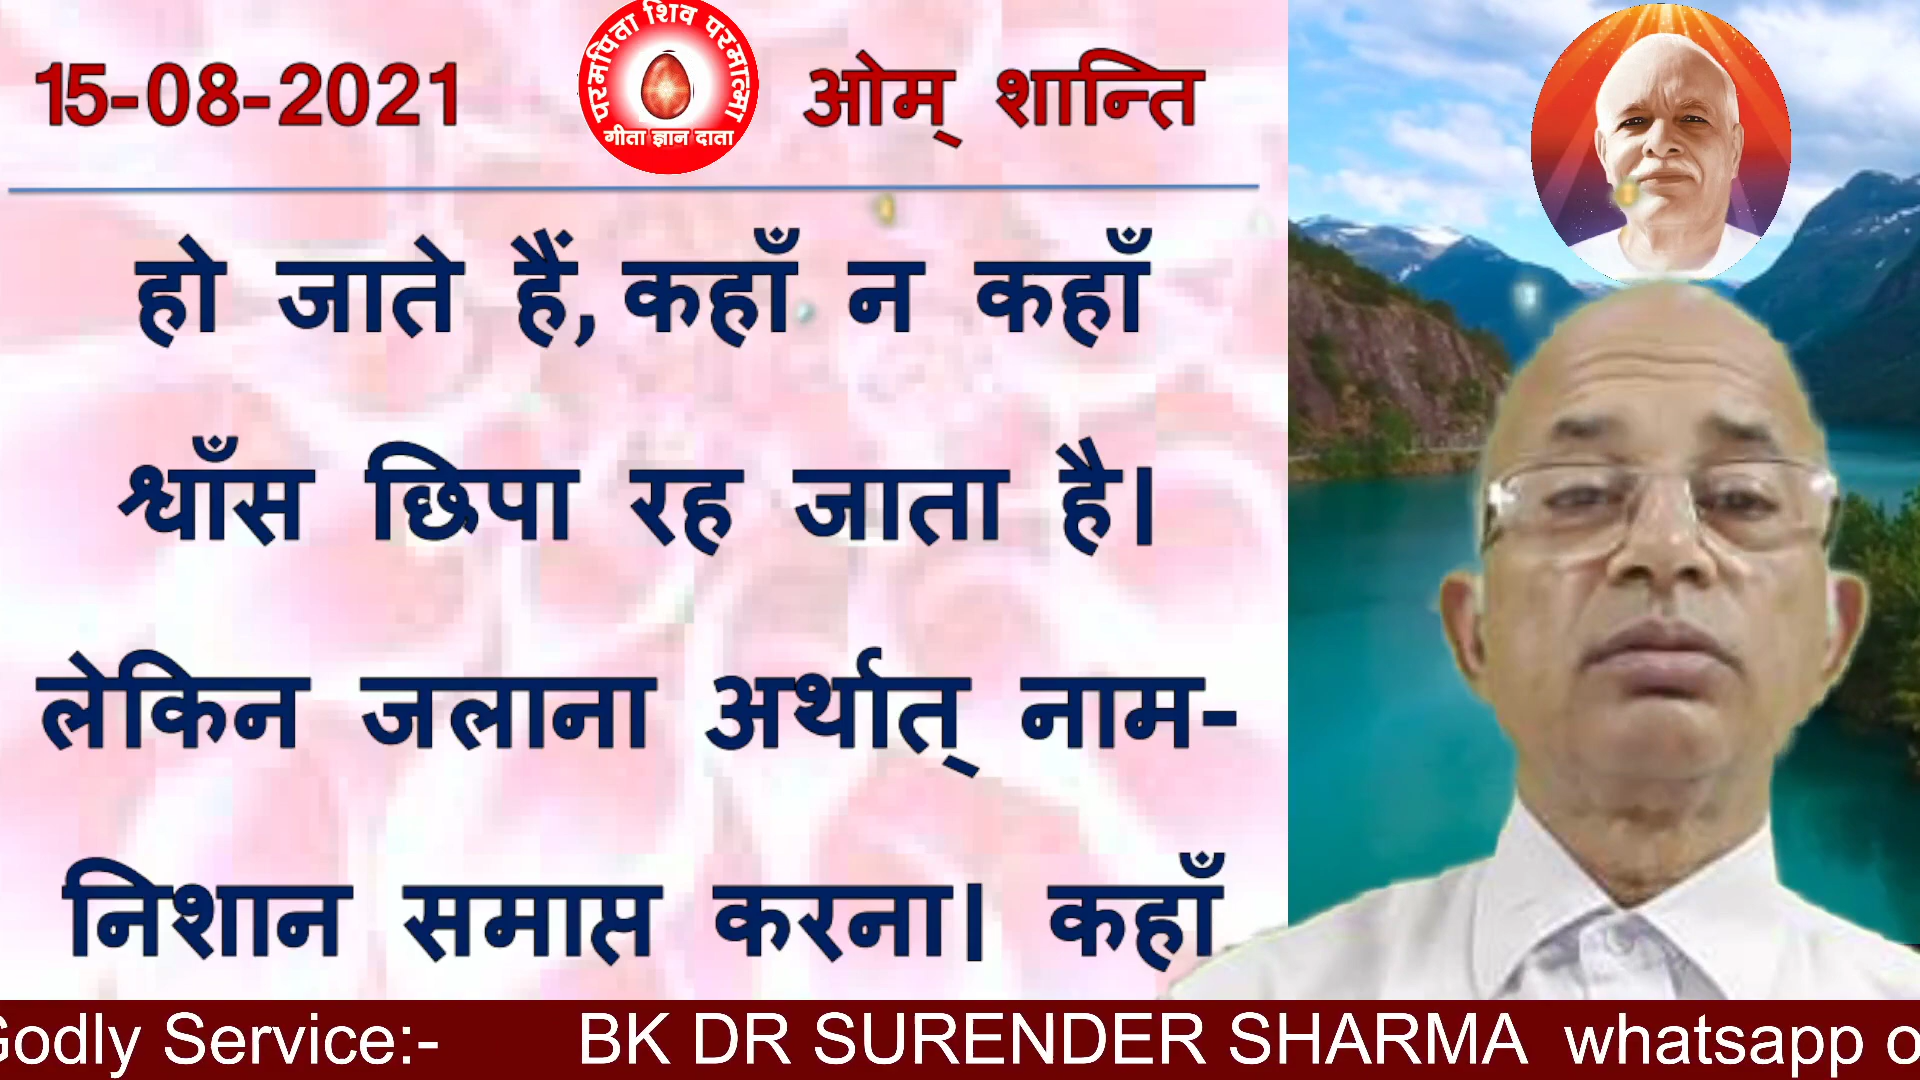 15-08-2021
परमपिता शिव परमात्मा
गीता ज्ञान दाता
ओम् शान्ति
हो जाते हैं, कहाँ न कहाँ
श्वाँस छिपा रह जाता है।
लेकिन जलाना अर्थात् नाम-
निशान समाप्त करना। कहाँ
Godly Service:- BK DR SURENDER SHARMA whatsapp o